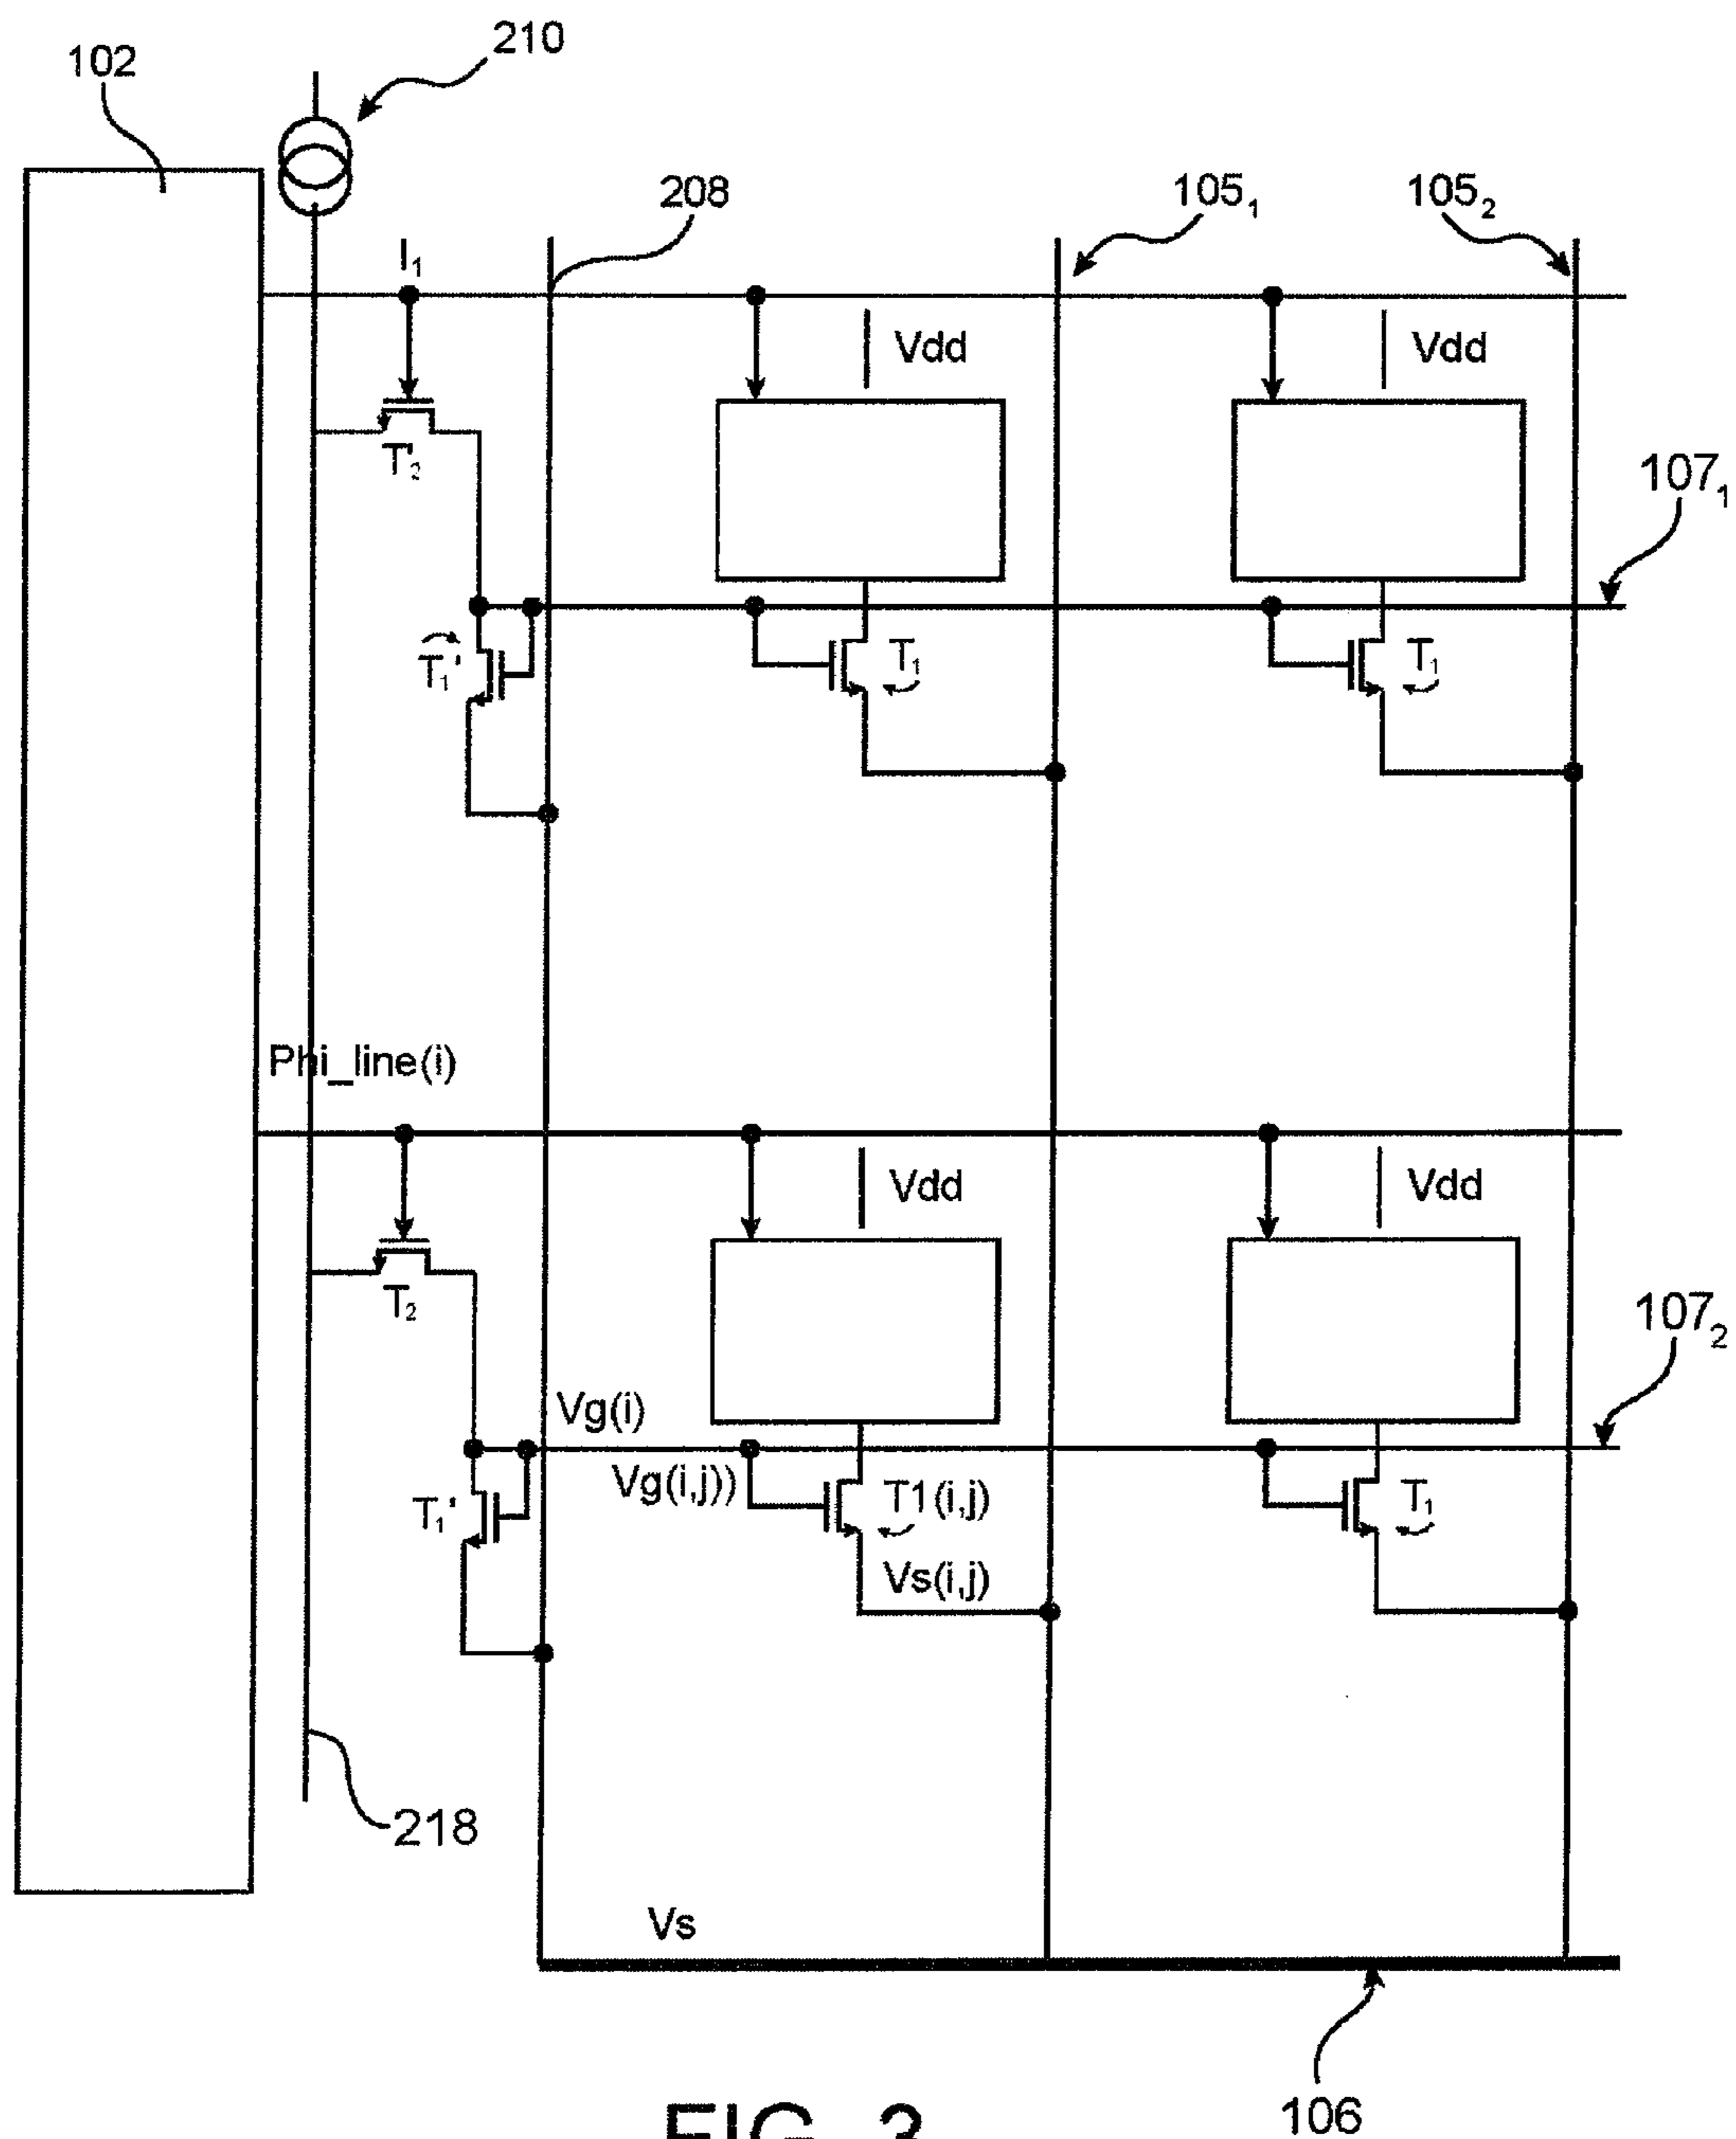 210
102
208
105₁
105₂
I₁
Vdd
Vdd
T'₂
107₁
T₁'
T₁
T₁
Phi_line(i)
Vdd
Vdd
T₂
107₂
Vg(i)
Vg(i,j))
T1(i,j)
T₁
T₁'
Vs(i,j)
218
Vs
106
FIG. 3